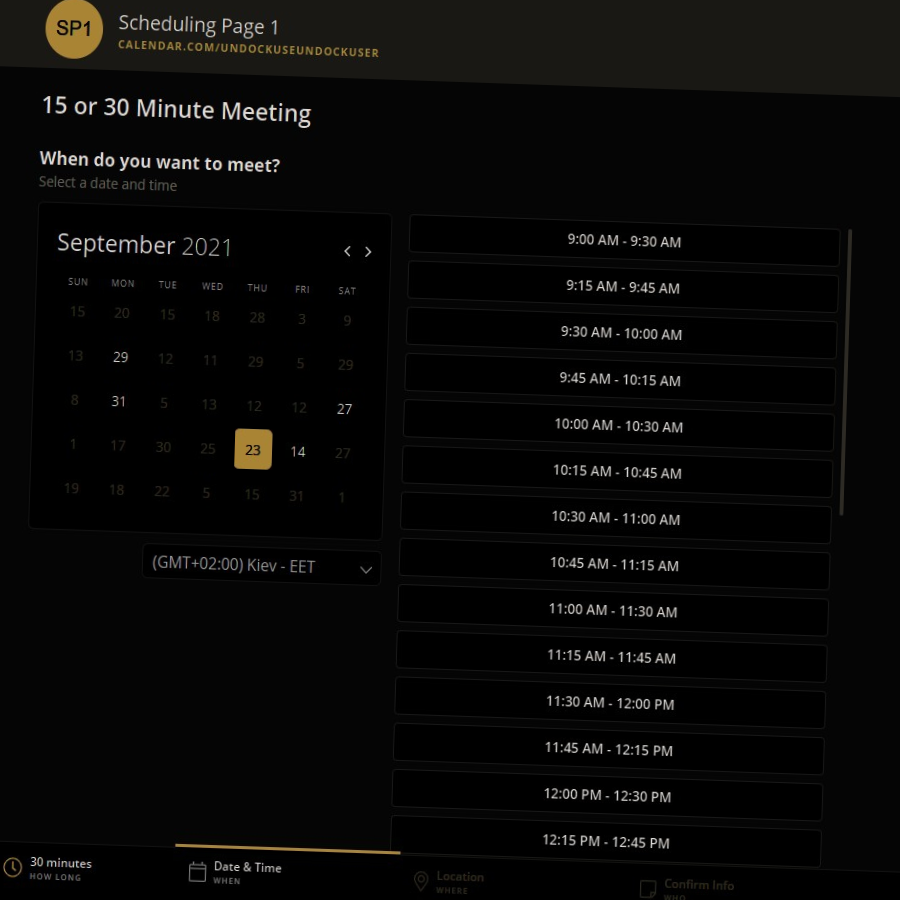 SP1
Scheduling Page 1
CALENDAR.COM/UNDOCKUSEUNDOCKUSER
15 or 30 Minute Meeting
When do you want to meet?
Select a date and time
September 2021
SUN MON TUE WED THU FRI SAT
15 20 15 18 28 3 9
13 29 12 11 29 5 29
8 31 5 13 12 12 27
1 17 30 25 23 14 27
19 18 22 5 15 31 1
(GMT+02:00) Kiev - EET
9:00 AM - 9:30 AM
9:15 AM - 9:45 AM
9:30 AM - 10:00 AM
9:45 AM - 10:15 AM
10:00 AM - 10:30 AM
10:15 AM - 10:45 AM
10:30 AM - 11:00 AM
10:45 AM - 11:15 AM
11:00 AM - 11:30 AM
11:15 AM - 11:45 AM
11:30 AM - 12:00 PM
11:45 AM - 12:15 PM
12:00 PM - 12:30 PM
12:15 PM - 12:45 PM
30 minutes
HOW LONG
Date & Time
WHEN
Location
WHERE
Confirm Info
WHO